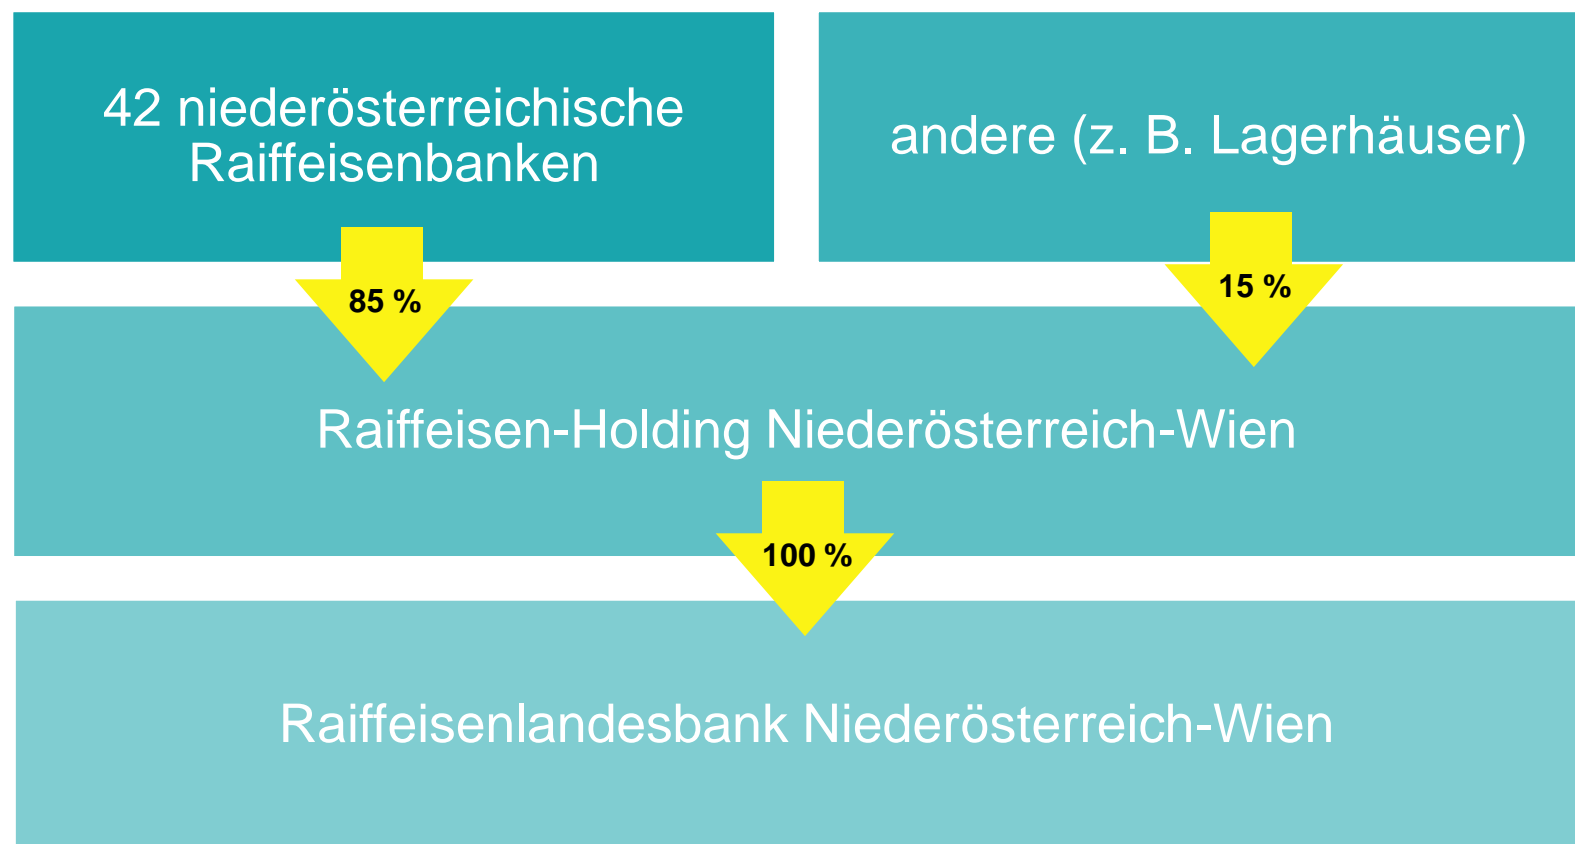 42 niederösterreichische
Raiffeisenbanken
andere (z. B. Lagerhäuser)
85 %
15 %
Raiffeisen-Holding Niederösterreich-Wien
100 %
Raiffeisenlandesbank Niederösterreich-Wien